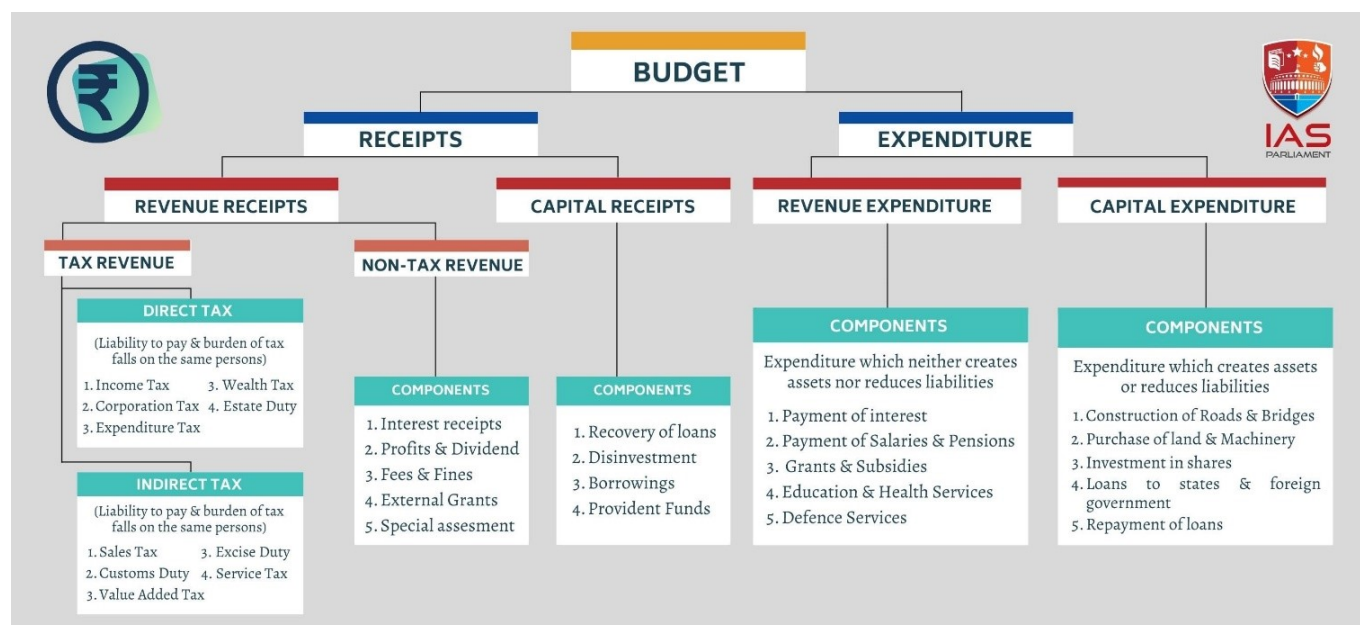 BUDGET
₹
IAS
PARLIAMENT
RECEIPTS
EXPENDITURE
REVENUE RECEIPTS
CAPITAL RECEIPTS
REVENUE EXPENDITURE
CAPITAL EXPENDITURE
TAX REVENUE
NON-TAX REVENUE
DIRECT TAX
(Liability to pay & burden of tax
falls on the same persons)
1. Income Tax 3. Wealth Tax
2. Corporation Tax 4. Estate Duty
3. Expenditure Tax
INDIRECT TAX
(Liability to pay & burden of tax
falls on the same persons)
1. Sales Tax 3. Excise Duty
2. Customs Duty 4. Service Tax
3. Value Added Tax
COMPONENTS
1. Interest receipts
2. Profits & Dividend
3. Fees & Fines
4. External Grants
5. Special assesment
COMPONENTS
1. Recovery of loans
2. Disinvestment
3. Borrowings
4. Provident Funds
COMPONENTS
Expenditure which neither creates
assets nor reduces liabilities
1. Payment of interest
2. Payment of Salaries & Pensions
3. Grants & Subsidies
4. Education & Health Services
5. Defence Services
COMPONENTS
Expenditure which creates assets
or reduces liabilities
1. Construction of Roads & Bridges
2. Purchase of land & Machinery
3. Investment in shares
4. Loans to states & foreign
government
5. Repayment of loans